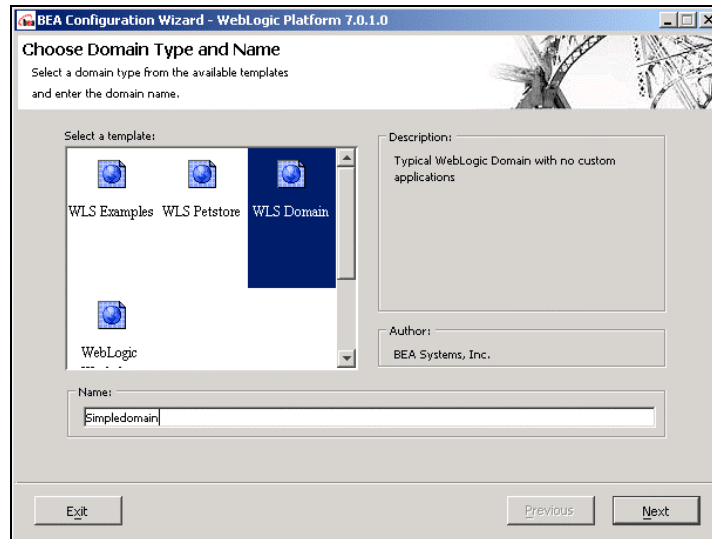 BEA Configuration Wizard - WebLogic Platform 7.0.1.0
Choose Domain Type and Name
Select a domain type from the available templates
and enter the domain name.
Select a template:
WLS Examples WLS Petstore WLS Domain
WebLogic
Description:
Typical WebLogic Domain with no custom
applications
Author:
BEA Systems, Inc.
Name:
Simpledomain
Exit
Previous
Next